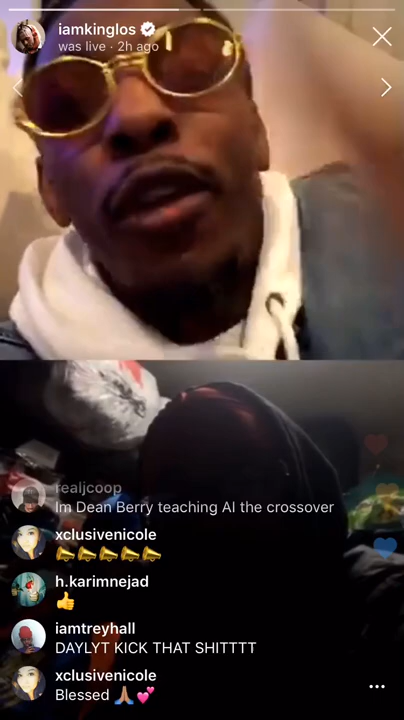 iamkinglos
was live · 2h ago
realjcoop
Im Dean Berry teaching AI the crossover
xclusivenicole
📣📣📣📣📣
h.karimnejad
👍
iamtreyhall
DAYLYT KICK THAT SHITTTT
xclusivenicole
Blessed 🙏🏽💕